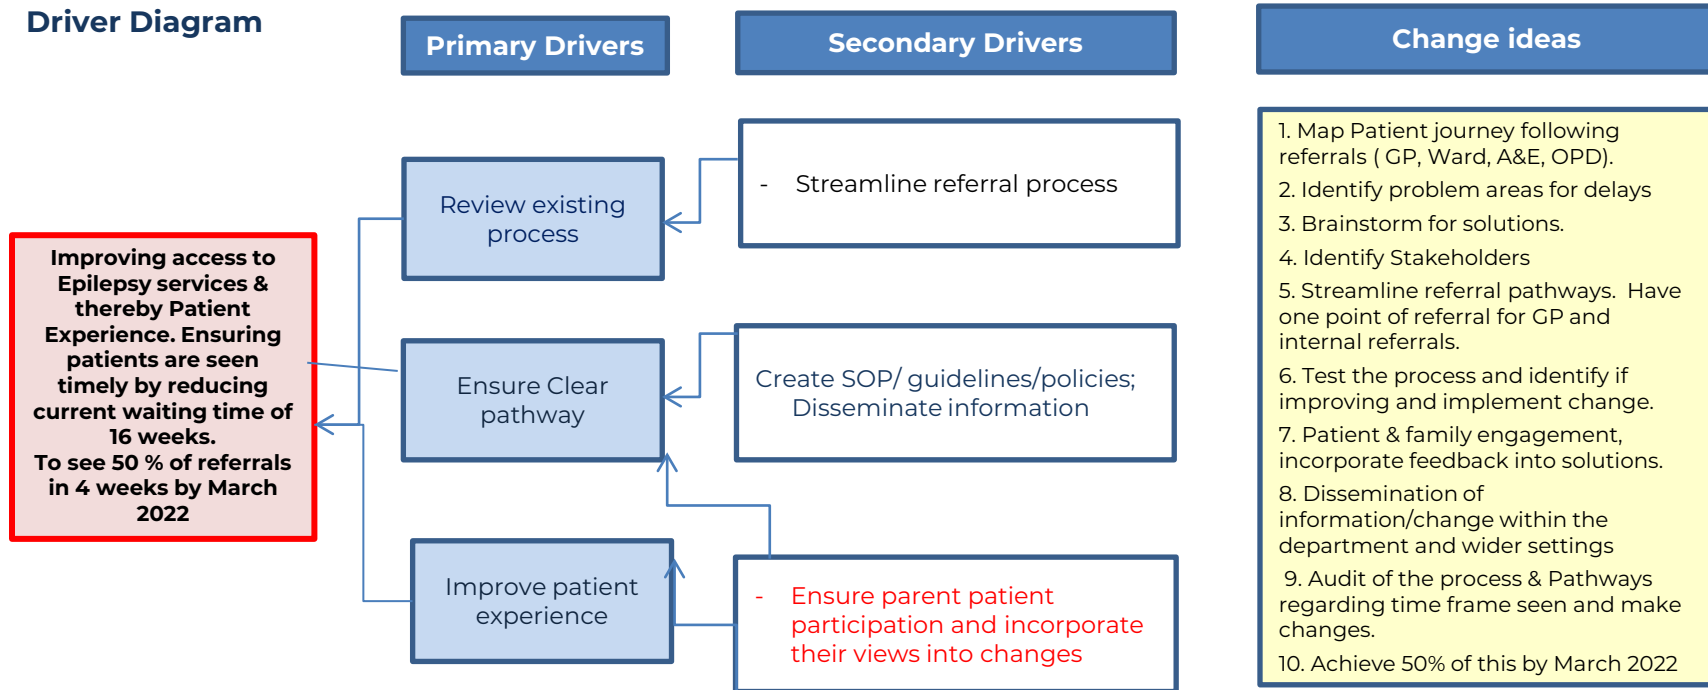 Driver Diagram
Primary Drivers
Secondary Drivers
Change ideas
Improving access to
Epilepsy services &
thereby Patient
Experience. Ensuring
patients are seen
timely by reducing
current waiting time of
16 weeks.
To see 50 % of referrals
in 4 weeks by March
2022
Review existing
process
Ensure Clear
pathway
Improve patient
experience
- Streamline referral process
Create SOP/ guidelines/policies;
Disseminate information
- Ensure parent patient
participation and incorporate
their views into changes
1. Map Patient journey following
referrals ( GP, Ward, A&E, OPD).
2. Identify problem areas for delays
3. Brainstorm for solutions.
4. Identify Stakeholders
5. Streamline referral pathways.  Have
one point of referral for GP and
internal referrals.
6. Test the process and identify if
improving and implement change.
7. Patient & family engagement,
incorporate feedback into solutions.
8. Dissemination of
information/change within the
department and wider settings
9. Audit of the process & Pathways
regarding time frame seen and make
changes.
10. Achieve 50% of this by March 2022